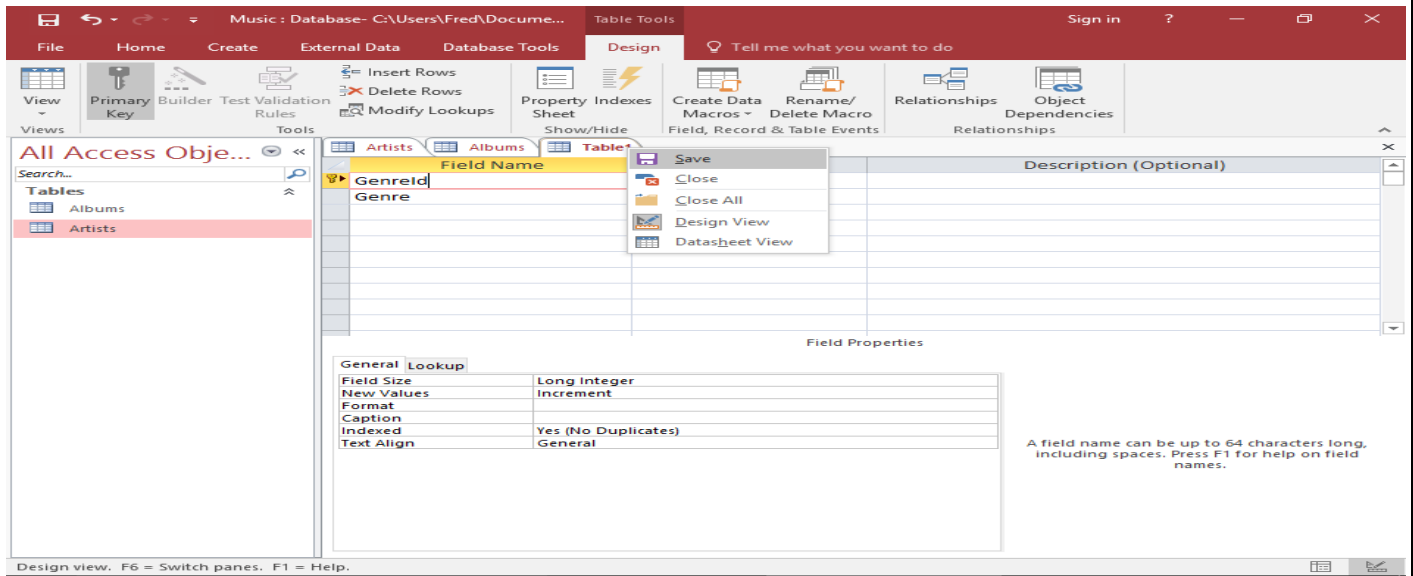 Music : Database- C:\Users\Fred\Docume... Table Tools Sign in ?
File Home Create External Data Database Tools Design Tell me what you want to do
View
Primary Key
Builder
Test Validation Rules
Insert Rows
Delete Rows
Modify Lookups
Property Sheet
Indexes
Create Data Macros
Rename/ Delete Macro
Relationships
Object Dependencies
Views Tools Show/Hide Field, Record & Table Events Relationships
All Access Obje...
Search...
Tables
Albums
Artists
Artists Albums Table1
Field Name Description (Optional)
GenreId
Genre
Save
Close
Close All
Design View
Datasheet View
Field Properties
General Lookup
Field Size Long Integer
New Values Increment
Format
Caption
Indexed Yes (No Duplicates)
Text Align General
A field name can be up to 64 characters long,
including spaces. Press F1 for help on field
names.
Design view. F6 = Switch panes. F1 = Help.